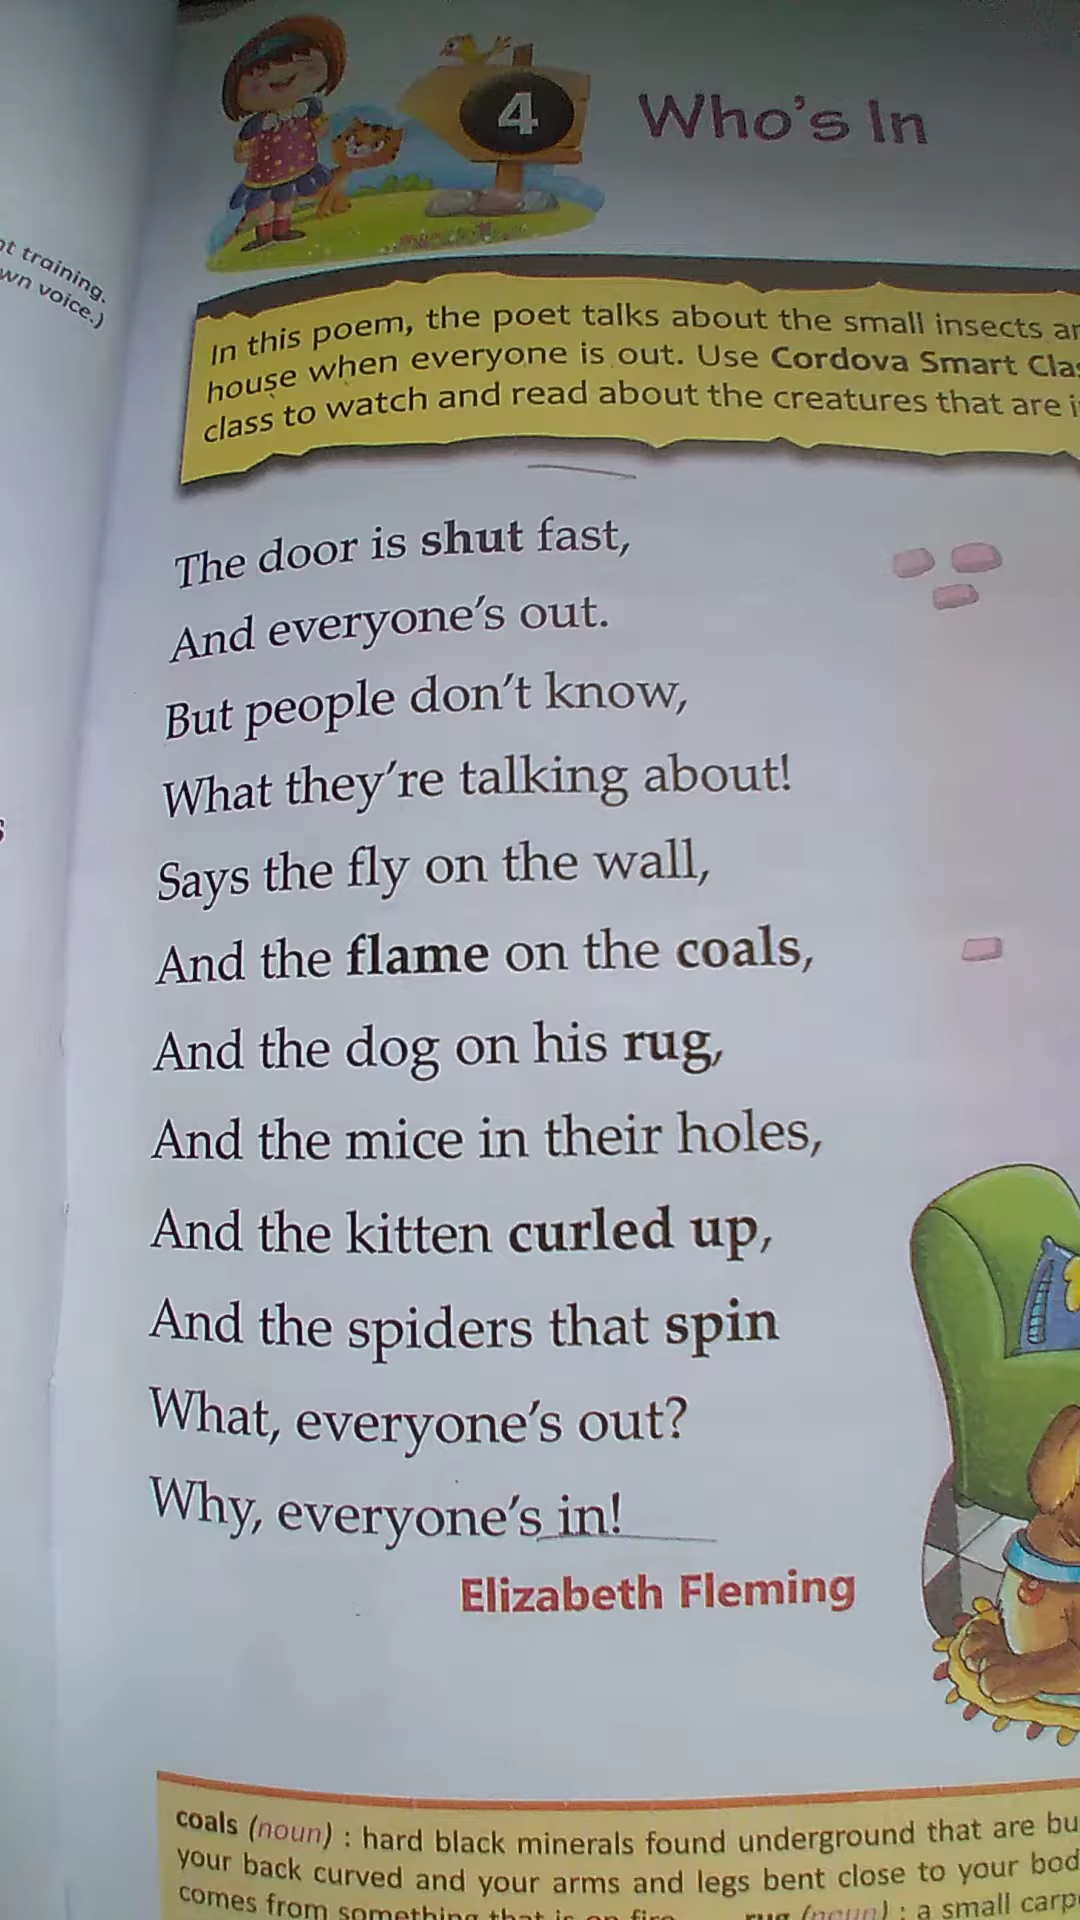 nt training.
wn voice.)
4
Who's In
In this poem, the poet talks about the small insects
house when everyone is out. Use Cordova Smart
class to watch and read about the creatures that are
The door is shut fast,
And everyone's out.
But people don't know,
What they're talking about!
Says the fly on the wall,
And the flame on the coals,
And the dog on his rug,
And the mice in their holes,
And the kitten curled up,
And the spiders that spin
What, everyone's out?
Why, everyone's in!
Elizabeth Fleming
coals (noun) : hard black minerals found underground that are
your back curved and your arms and legs bent close to your
comes from something that is on fire rug (noun) : a small